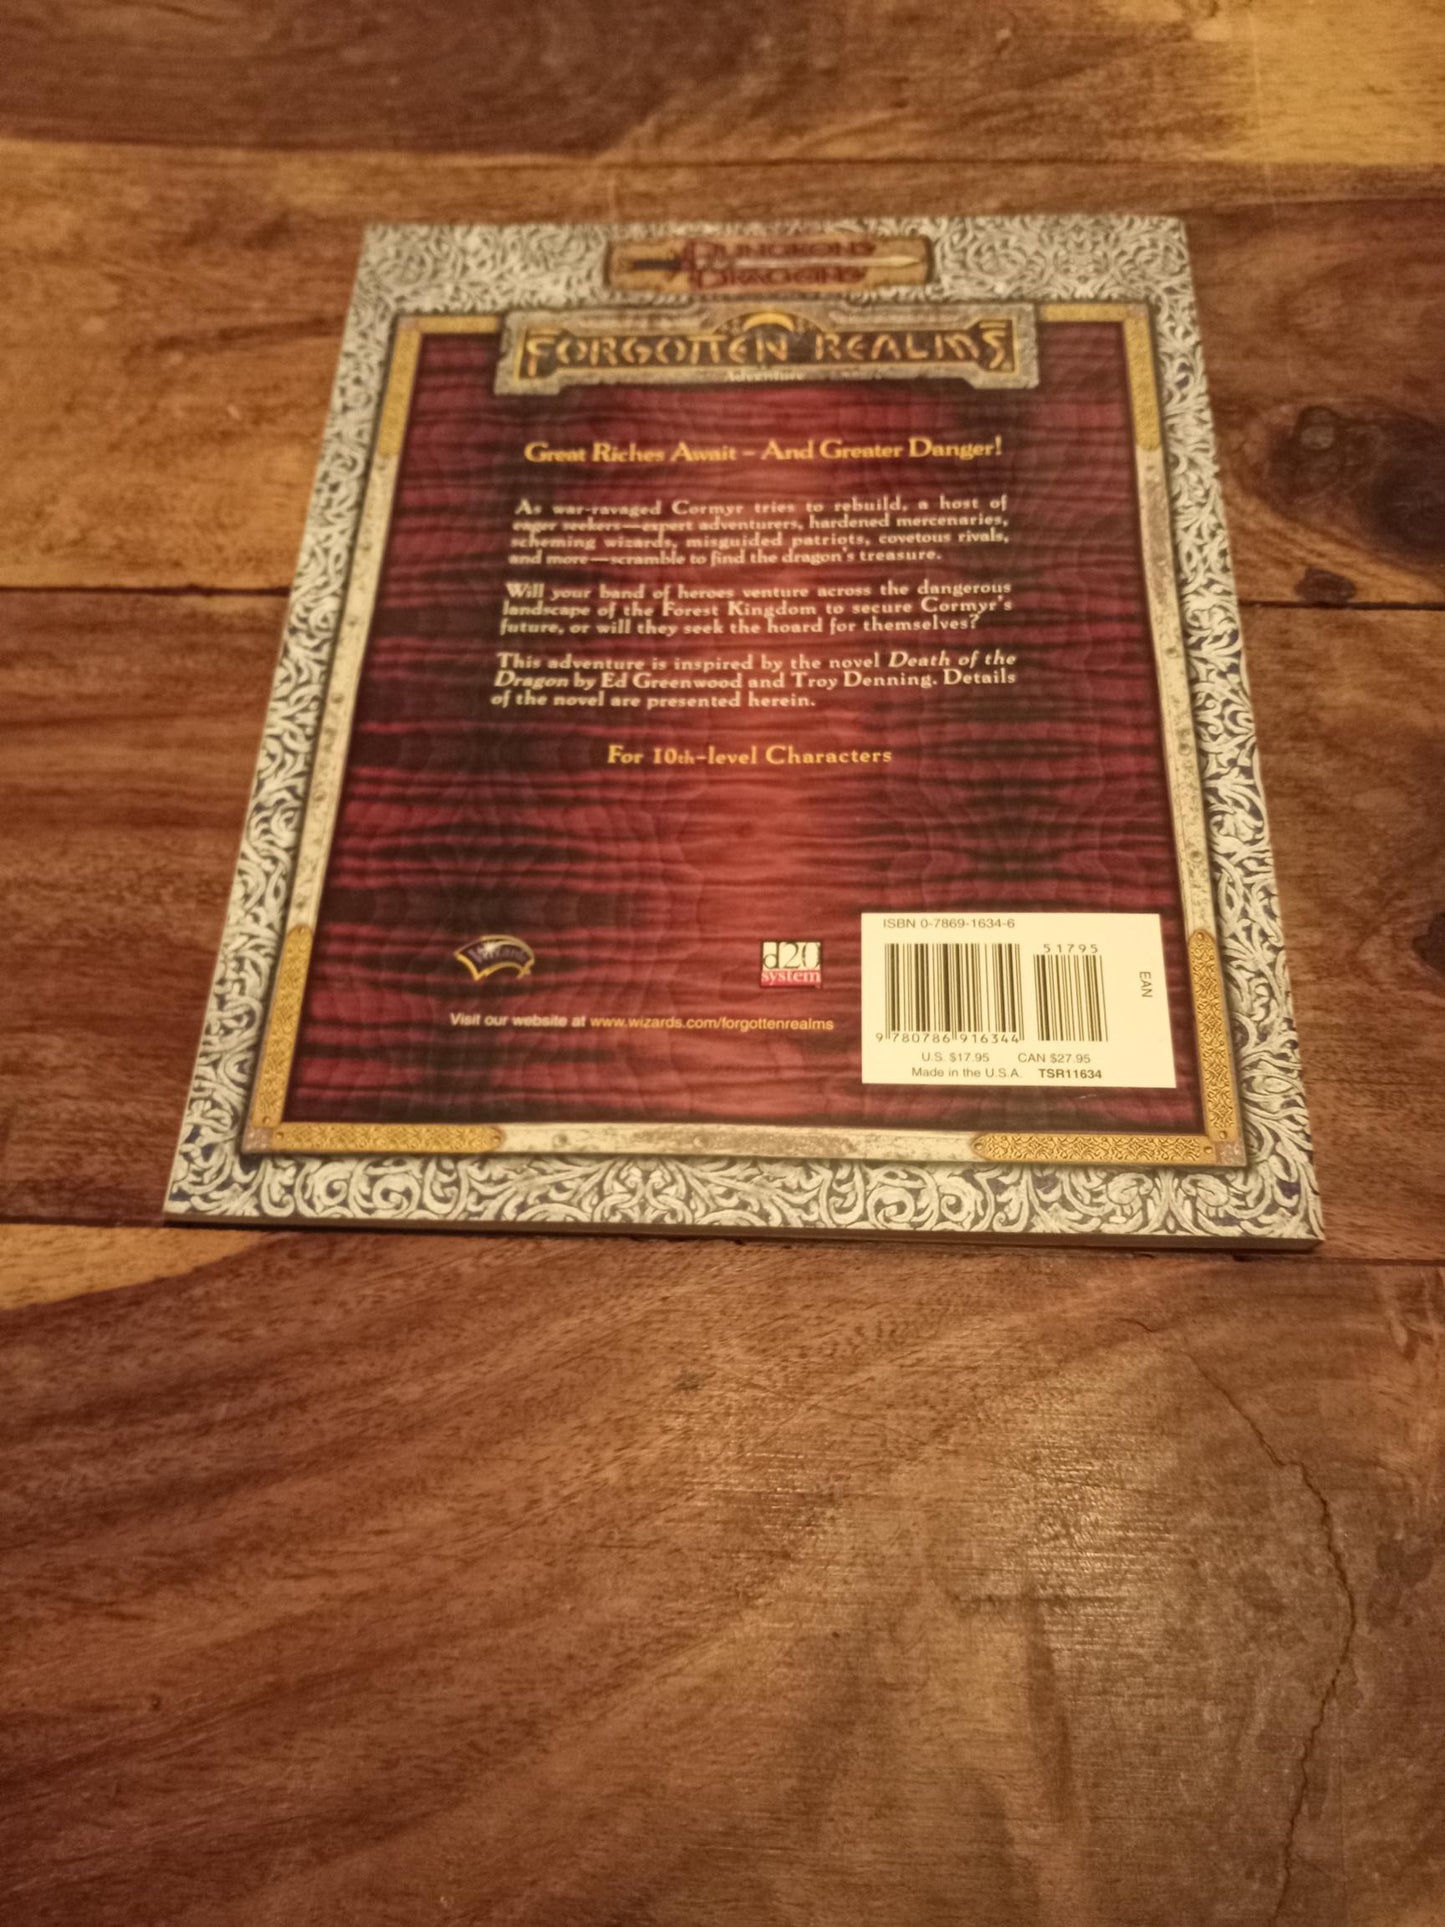 Dungeons
Dragons
Forgotten Realms
Adventure
Great Riches Await – And Greater Danger!
As war-ravaged Cormyr tries to rebuild, a host of
eager seekers—expert adventurers, hardened mercenaries,
scheming wizards, misguided patriots, covetous rivals,
and more—scramble to find the dragon's treasure.
Will your band of heroes venture across the dangerous
landscape of the Forest Kingdom to secure Cormyr's
future, or will they seek the hoard for themselves?
This adventure is inspired by the novel Death of the
Dragon by Ed Greenwood and Troy Denning. Details
of the novel are presented herein.
For 10th-level Characters
Wizards
d20
system
Visit our website at www.wizards.com/forgottenrealms
ISBN 0-7869-1634-6
51795
EAN
9 780786 916344
U.S. $17.95 CAN $27.95
Made in the U.S.A. TSR11634